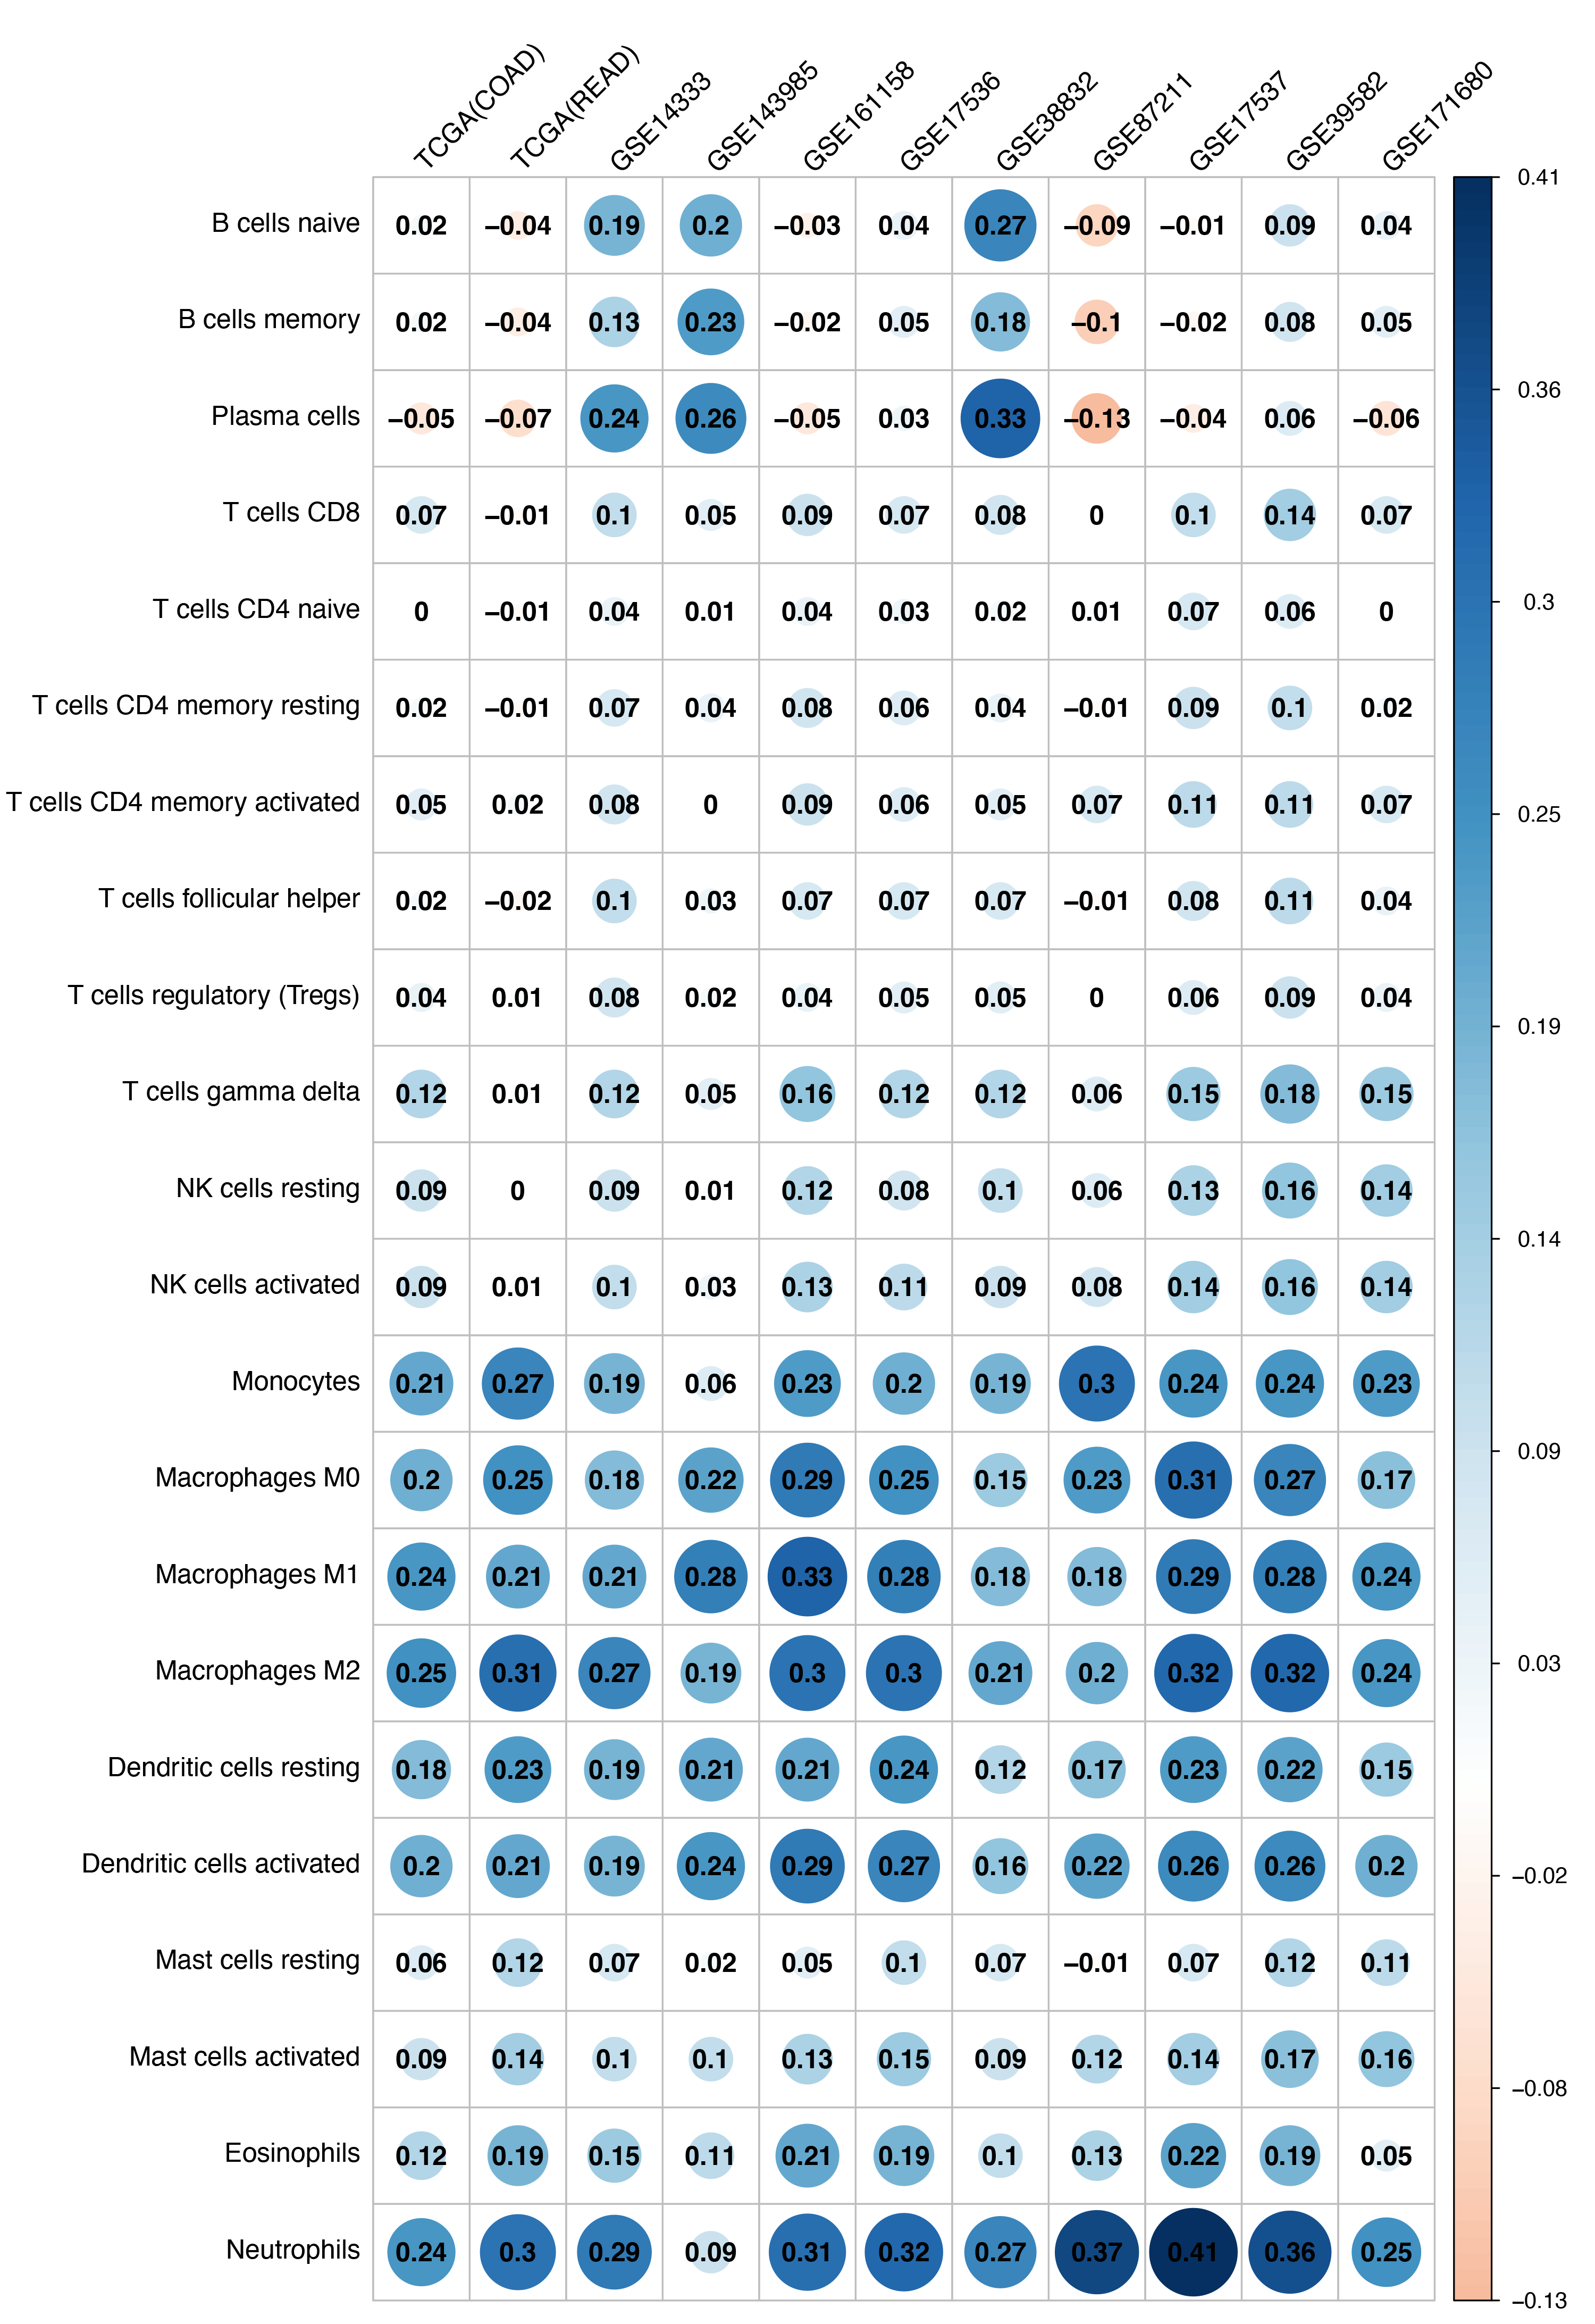 TCGA(COAD) TCGA(READ) GSE14333 GSE143985 GSE161158 GSE17536 GSE38832 GSE87211 GSE17537 GSE39582 GSE171680
B cells naive 0.02 −0.04 0.19 0.2 −0.03 0.04 0.27 −0.09 −0.01 0.09 0.04
B cells memory 0.02 −0.04 0.13 0.23 −0.02 0.05 0.18 −0.1 −0.02 0.08 0.05
Plasma cells −0.05 −0.07 0.24 0.26 −0.05 0.03 0.33 −0.13 −0.04 0.06 −0.06
T cells CD8 0.07 −0.01 0.1 0.05 0.09 0.07 0.08 0 0.1 0.14 0.07
T cells CD4 naive 0 −0.01 0.04 0.01 0.04 0.03 0.02 0.01 0.07 0.06 0
T cells CD4 memory resting 0.02 −0.01 0.07 0.04 0.08 0.06 0.04 −0.01 0.09 0.1 0.02
T cells CD4 memory activated 0.05 0.02 0.08 0 0.09 0.06 0.05 0.07 0.11 0.11 0.07
T cells follicular helper 0.02 −0.02 0.1 0.03 0.07 0.07 0.07 −0.01 0.08 0.11 0.04
T cells regulatory (Tregs) 0.04 0.01 0.08 0.02 0.04 0.05 0.05 0 0.06 0.09 0.04
T cells gamma delta 0.12 0.01 0.12 0.05 0.16 0.12 0.12 0.06 0.15 0.18 0.15
NK cells resting 0.09 0 0.09 0.01 0.12 0.08 0.1 0.06 0.13 0.16 0.14
NK cells activated 0.09 0.01 0.1 0.03 0.13 0.11 0.09 0.08 0.14 0.16 0.14
Monocytes 0.21 0.27 0.19 0.06 0.23 0.2 0.19 0.3 0.24 0.24 0.23
Macrophages M0 0.2 0.25 0.18 0.22 0.29 0.25 0.15 0.23 0.31 0.27 0.17
Macrophages M1 0.24 0.21 0.21 0.28 0.33 0.28 0.18 0.18 0.29 0.28 0.24
Macrophages M2 0.25 0.31 0.27 0.19 0.3 0.3 0.21 0.2 0.32 0.32 0.24
Dendritic cells resting 0.18 0.23 0.19 0.21 0.21 0.24 0.12 0.17 0.23 0.22 0.15
Dendritic cells activated 0.2 0.21 0.19 0.24 0.29 0.27 0.16 0.22 0.26 0.26 0.2
Mast cells resting 0.06 0.12 0.07 0.02 0.05 0.1 0.07 −0.01 0.07 0.12 0.11
Mast cells activated 0.09 0.14 0.1 0.1 0.13 0.15 0.09 0.12 0.14 0.17 0.16
Eosinophils 0.12 0.19 0.15 0.11 0.21 0.19 0.1 0.13 0.22 0.19 0.05
Neutrophils 0.24 0.3 0.29 0.09 0.31 0.32 0.27 0.37 0.41 0.36 0.25
0.41
0.36
0.3
0.25
0.19
0.14
0.09
0.03
−0.02
−0.08
−0.13